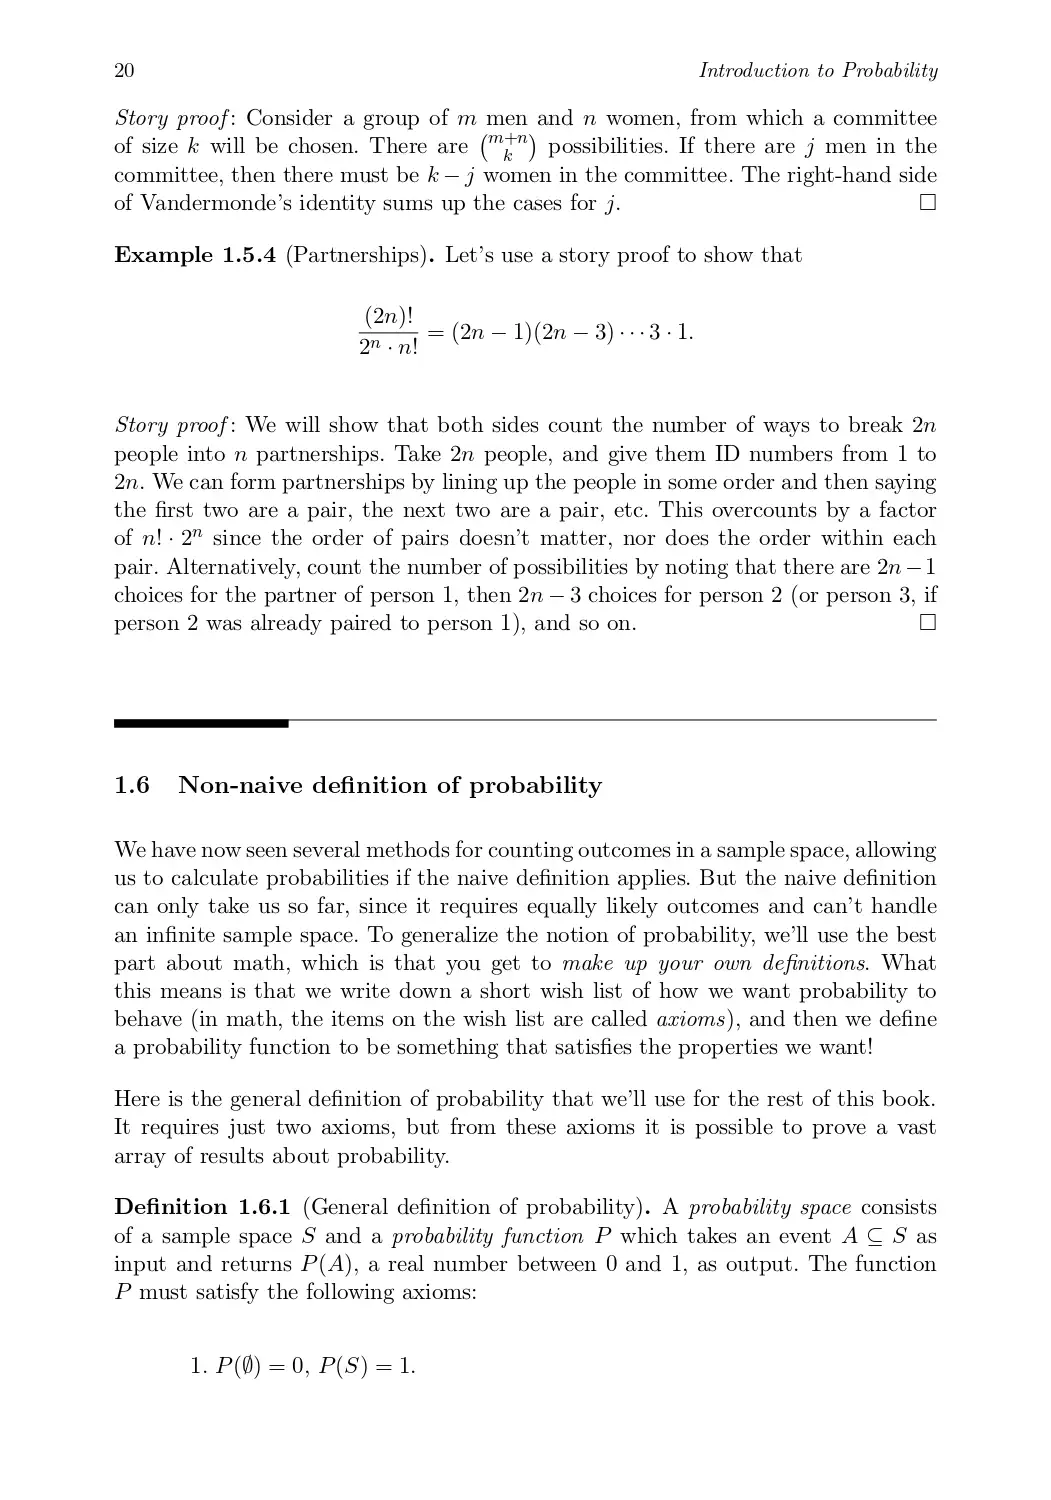 20 Introduction to Probability
Story proof: Consider a group of m men and n women, from which a committee
of size k will be chosen. There are \binom{m+n}{k} possibilities. If there are j men in the
committee, then there must be k − j women in the committee. The right-hand side
of Vandermonde's identity sums up the cases for j. □
Example 1.5.4 (Partnerships). Let's use a story proof to show that
\frac{(2n)!}{2^n · n!} = (2n − 1)(2n − 3) · · · 3 · 1.
Story proof: We will show that both sides count the number of ways to break 2n
people into n partnerships. Take 2n people, and give them ID numbers from 1 to
2n. We can form partnerships by lining up the people in some order and then saying
the first two are a pair, the next two are a pair, etc. This overcounts by a factor
of n! · 2^n since the order of pairs doesn't matter, nor does the order within each
pair. Alternatively, count the number of possibilities by noting that there are 2n − 1
choices for the partner of person 1, then 2n − 3 choices for person 2 (or person 3, if
person 2 was already paired to person 1), and so on. □
1.6 Non-naive definition of probability
We have now seen several methods for counting outcomes in a sample space, allowing
us to calculate probabilities if the naive definition applies. But the naive definition
can only take us so far, since it requires equally likely outcomes and can't handle
an infinite sample space. To generalize the notion of probability, we'll use the best
part about math, which is that you get to make up your own definitions. What
this means is that we write down a short wish list of how we want probability to
behave (in math, the items on the wish list are called axioms), and then we define
a probability function to be something that satisfies the properties we want!
Here is the general definition of probability that we'll use for the rest of this book.
It requires just two axioms, but from these axioms it is possible to prove a vast
array of results about probability.
Definition 1.6.1 (General definition of probability). A probability space consists
of a sample space S and a probability function P which takes an event A ⊆ S as
input and returns P(A), a real number between 0 and 1, as output. The function
P must satisfy the following axioms:
1. P(∅) = 0, P(S) = 1.